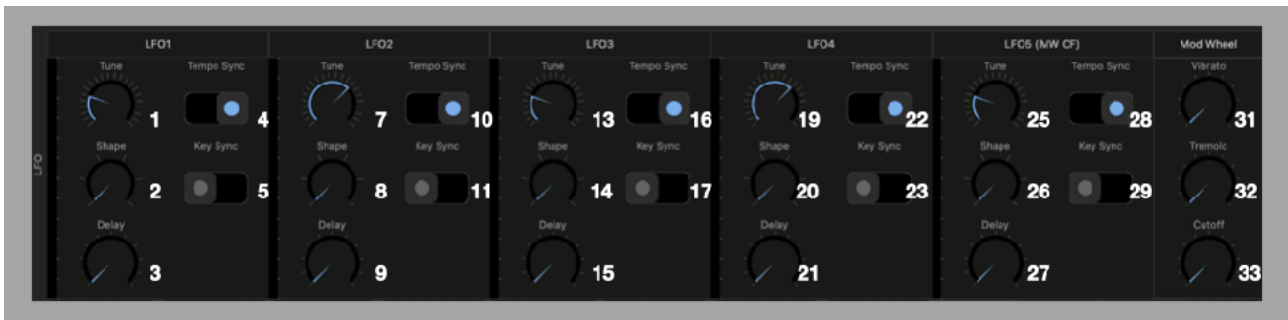 LFO
LFO1
Tune
Tempo Sync
1
4
Shape
Key Sync
2
5
Delay
3
LFO2
Tune
Tempo Sync
7
10
Shape
Key Sync
8
11
Delay
9
LFO3
Tune
Tempo Sync
13
16
Shape
Key Sync
14
17
Delay
15
LFO4
Tune
Tempo Sync
19
22
Shape
Key Sync
20
23
Delay
21
LFO5 (MW CF)
Tune
Tempo Sync
25
28
Shape
Key Sync
26
29
Delay
27
Mod Wheel
Vibrato
31
Tremolo
32
Cutoff
33